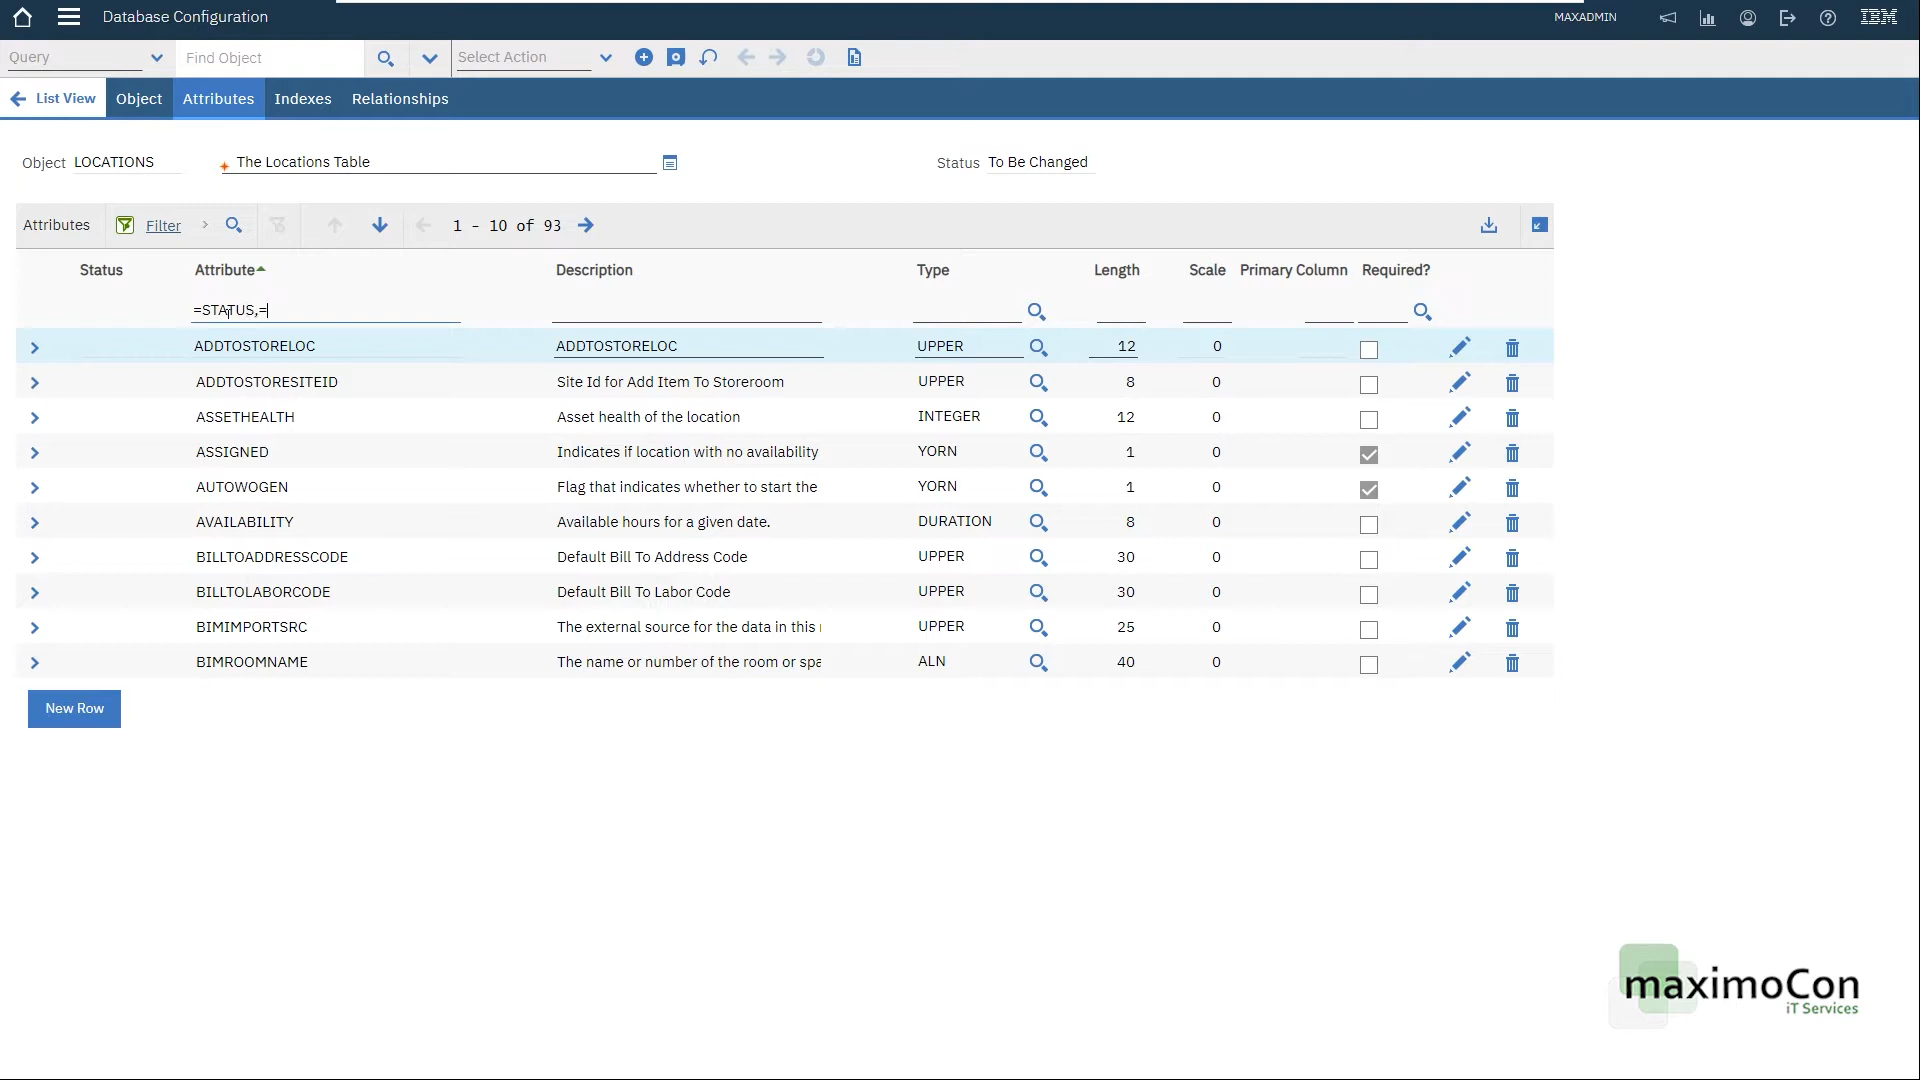 Database Configuration
MAXADMIN
IBM
Query
Find Object
Select Action
List View
Object
Attributes
Indexes
Relationships
Object LOCATIONS
The Locations Table
Status To Be Changed
Attributes
Filter
1 - 10 of 93
Status Attribute Description Type Length Scale Primary Column Required?
=STATUS,=
ADDTOSTORELOC ADDTOSTORELOC UPPER 12 0
ADDTOSTORESITEID Site Id for Add Item To Storeroom UPPER 8 0
ASSETHEALTH Asset health of the location INTEGER 12 0
ASSIGNED Indicates if location with no availability YORN 1 0
AUTOWOGEN Flag that indicates whether to start the YORN 1 0
AVAILABILITY Available hours for a given date. DURATION 8 0
BILLTOADDRESSCODE Default Bill To Address Code UPPER 30 0
BILLTOLABORCODE Default Bill To Labor Code UPPER 30 0
BIMIMPORTSRC The external source for the data in this UPPER 25 0
BIMROOMNAME The name or number of the room or spa ALN 40 0
New Row
maximoCon
iT Services